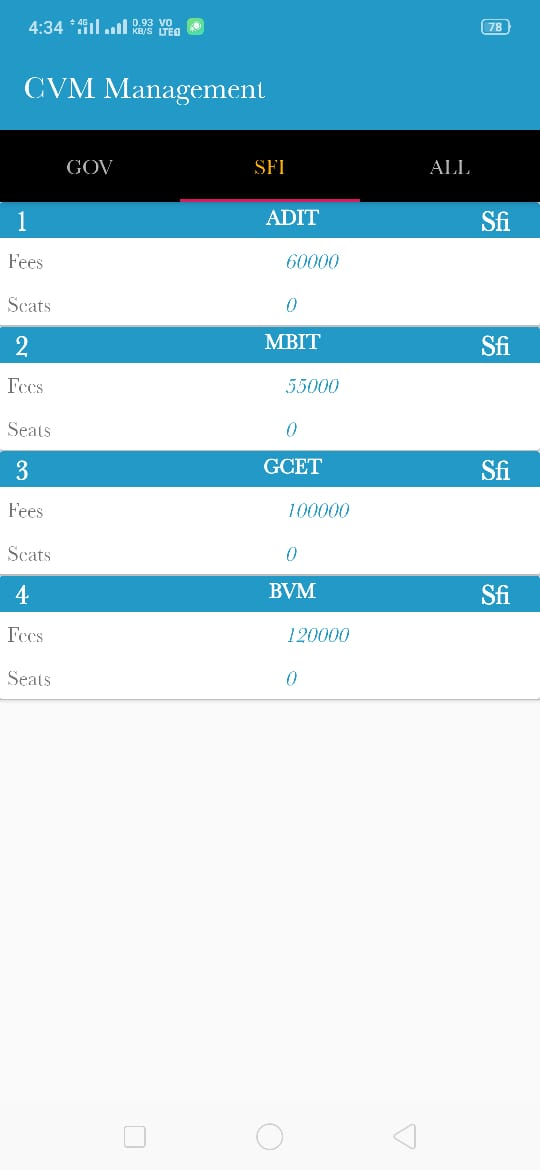 4:34 4G 0.93 KB/S VO LTE 78
CVM Management
GOV SFI ALL
1 ADIT Sfi
Fees 60000
Seats 0
2 MBIT Sfi
Fees 55000
Seats 0
3 GCET Sfi
Fees 100000
Seats 0
4 BVM Sfi
Fees 120000
Seats 0